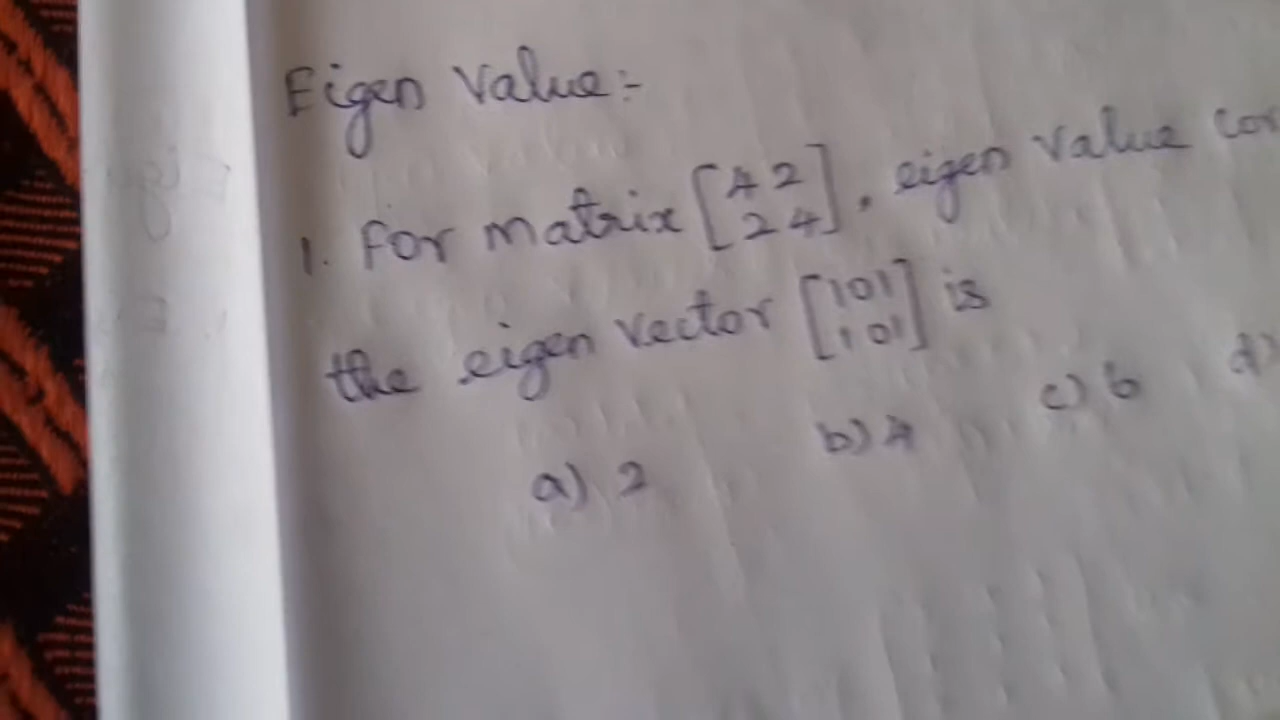 Eigen Value:-
1. For matrix [4 2
2 4], eigen value cor
the eigen vector [101
101] is
a) 2 b) 4 c) 6 d)